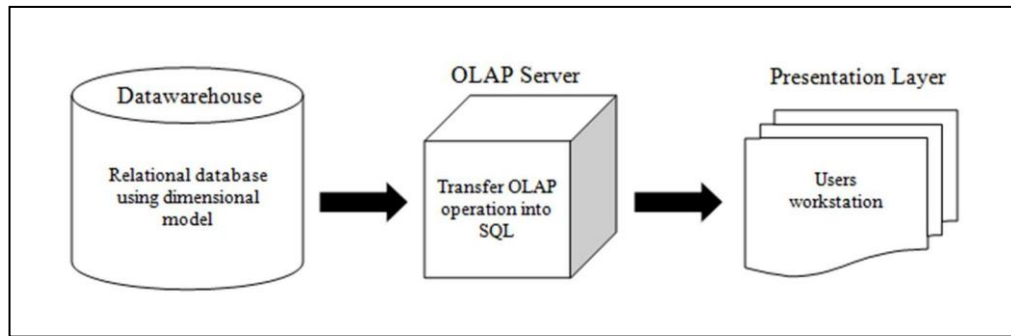 Datawarehouse
Relational database
using dimensional
model
OLAP Server
Transfer OLAP
operation into
SQL
Presentation Layer
Users
workstation